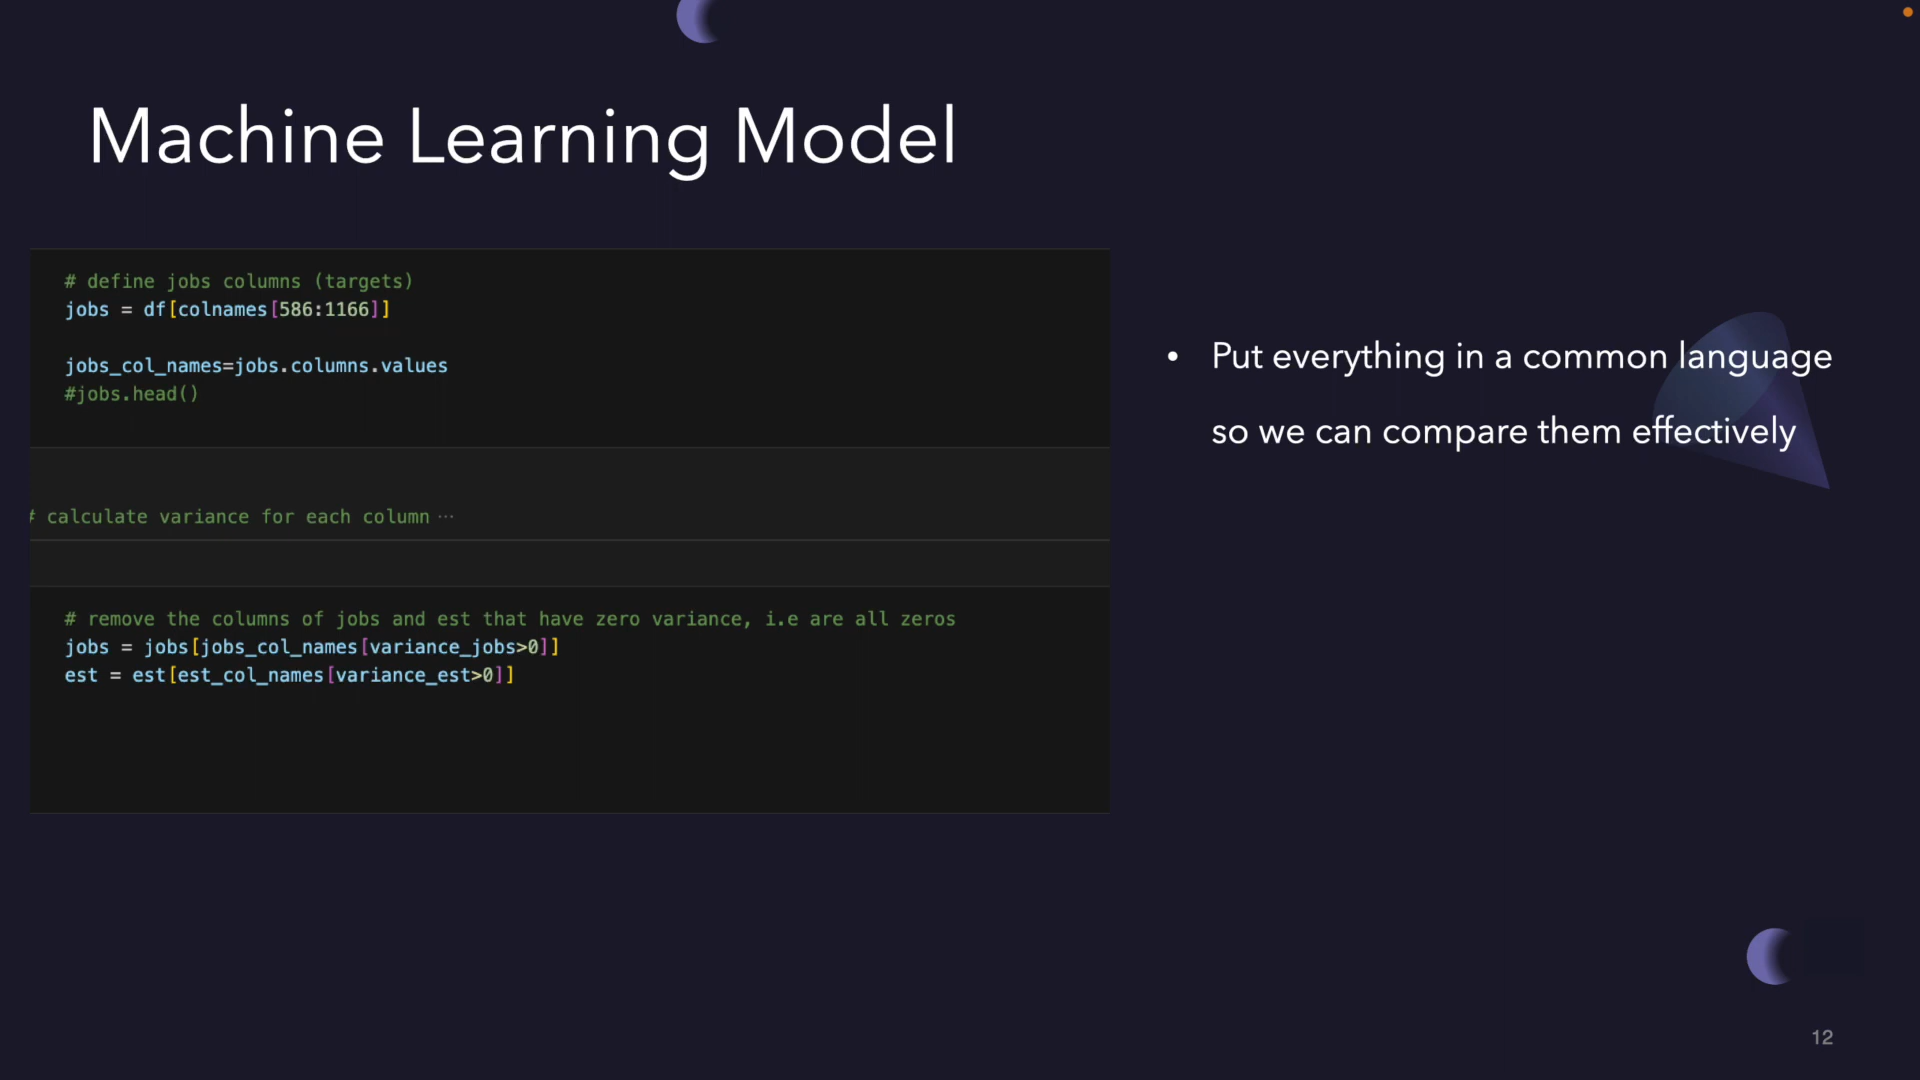 Machine Learning Model
# define jobs columns (targets)
jobs = df[colnames[586:1166]]
jobs_col_names=jobs.columns.values
#jobs.head()
# calculate variance for each column ···
# remove the columns of jobs and est that have zero variance, i.e are all zeros
jobs = jobs[jobs_col_names[variance_jobs>0]]
est = est[est_col_names[variance_est>0]]
• Put everything in a common language
so we can compare them effectively
12